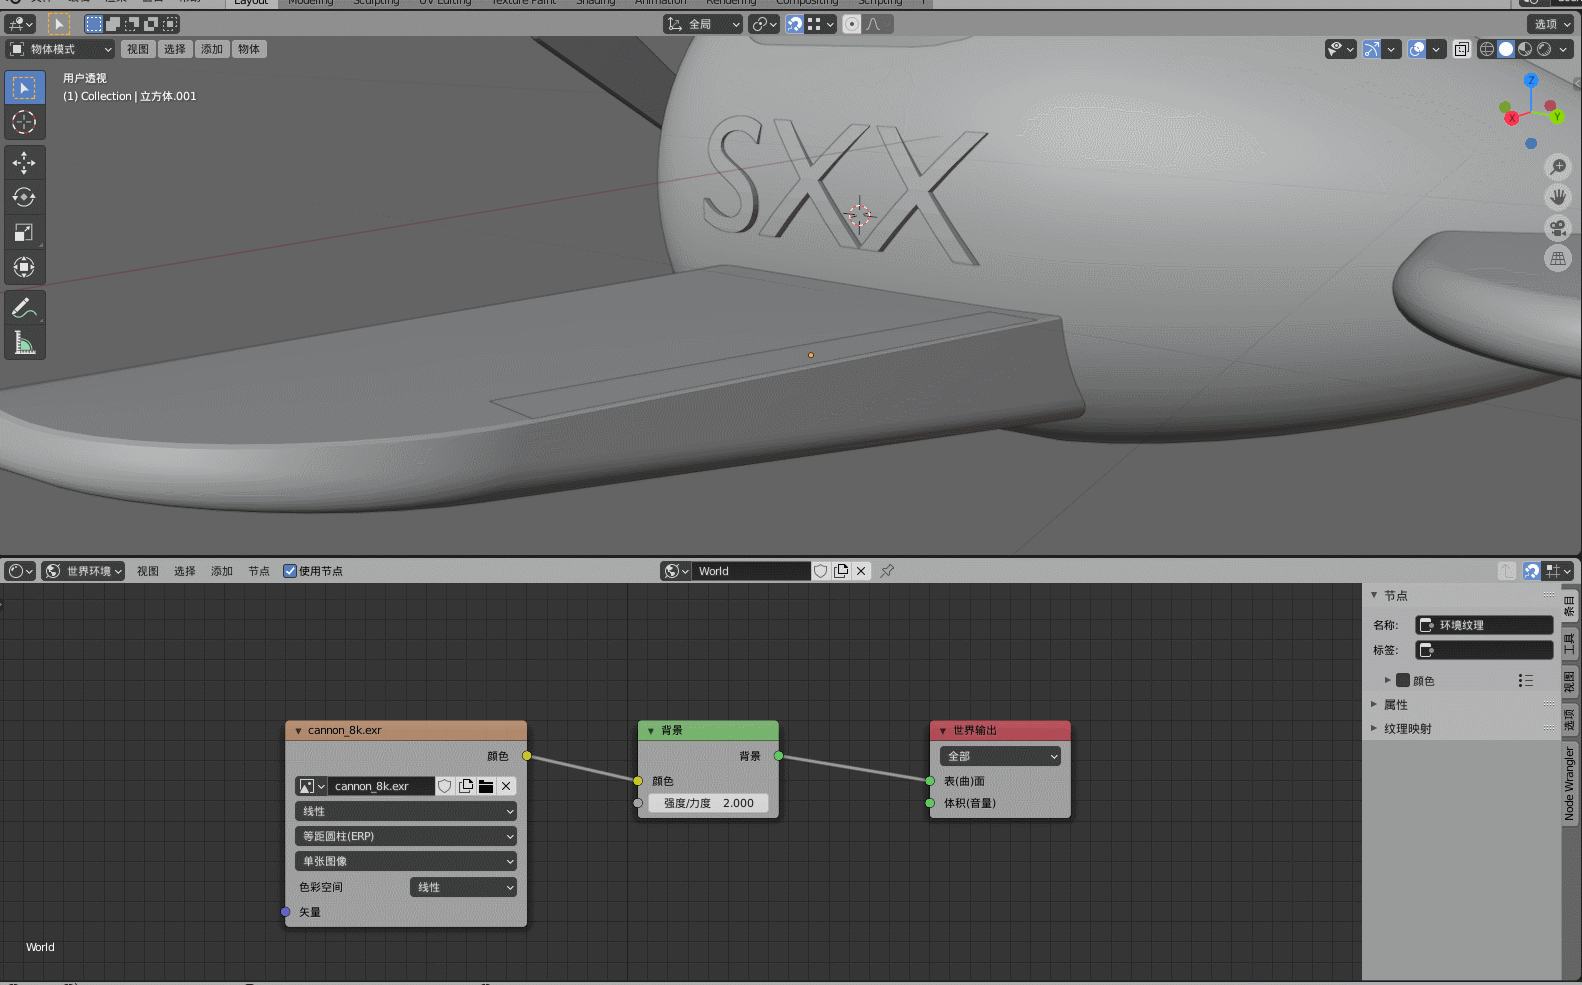 Layout Modeling Sculpting UV Editing Texture Paint Shading Animation Rendering Compositing Scripting +
全局
选项
物体模式 视图 选择 添加 物体
用户透视
(1) Collection | 立方体.001
Z
X Y
SXX
世界环境 视图 选择 添加 节点 使用节点 World
节点
名称: 环境纹理
标签:
颜色
属性
纹理映射
条目
工具
视图
选项
Node Wrangler
cannon_8k.exr
颜色
cannon_8k.exr
线性
等距圆柱(ERP)
单张图像
色彩空间 线性
矢量
背景
背景
颜色
强度/力度 2.000
世界输出
全部
表(曲)面
体积(音量)
World